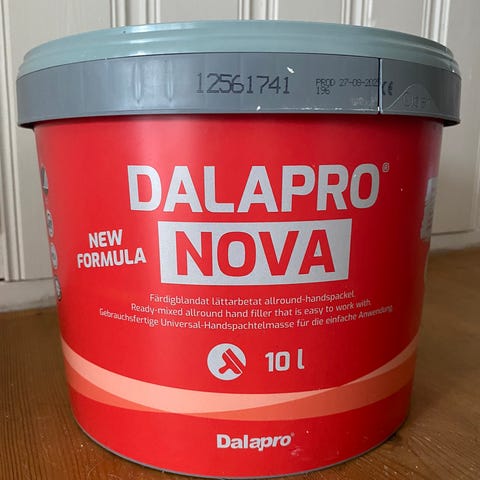 12561741
PROD 27-09-2025
196
DALAPRO®
NOVA
NEW
FORMULA
Färdigblandat lättarbetat allround-handspackel.
Ready-mixed allround hand filler that is easy to work with.
Gebrauchsfertige Universal-Handspachtelmasse für die einfache Anwendung
10 l
Dalapro®